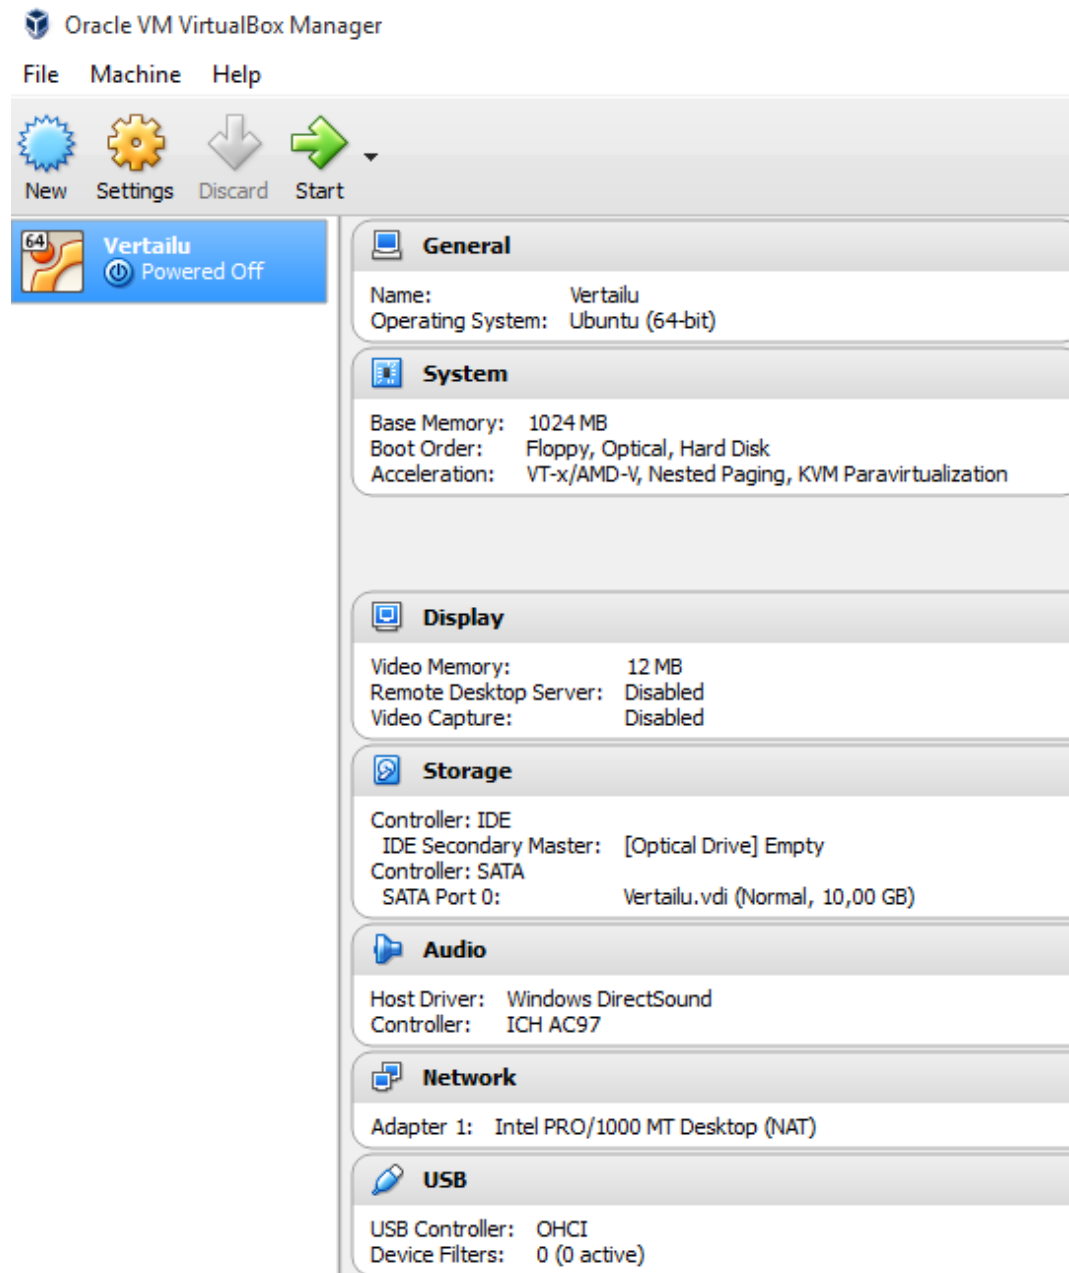 Oracle VM VirtualBox Manager
File Machine Help
New Settings Discard Start
64
Vertailu
Powered Off
General
Name: Vertailu
Operating System: Ubuntu (64-bit)
System
Base Memory: 1024 MB
Boot Order: Floppy, Optical, Hard Disk
Acceleration: VT-x/AMD-V, Nested Paging, KVM Paravirtualization
Display
Video Memory: 12 MB
Remote Desktop Server: Disabled
Video Capture: Disabled
Storage
Controller: IDE
IDE Secondary Master: [Optical Drive] Empty
Controller: SATA
SATA Port 0: Vertailu.vdi (Normal, 10,00 GB)
Audio
Host Driver: Windows DirectSound
Controller: ICH AC97
Network
Adapter 1: Intel PRO/1000 MT Desktop (NAT)
USB
USB Controller: OHCI
Device Filters: 0 (0 active)